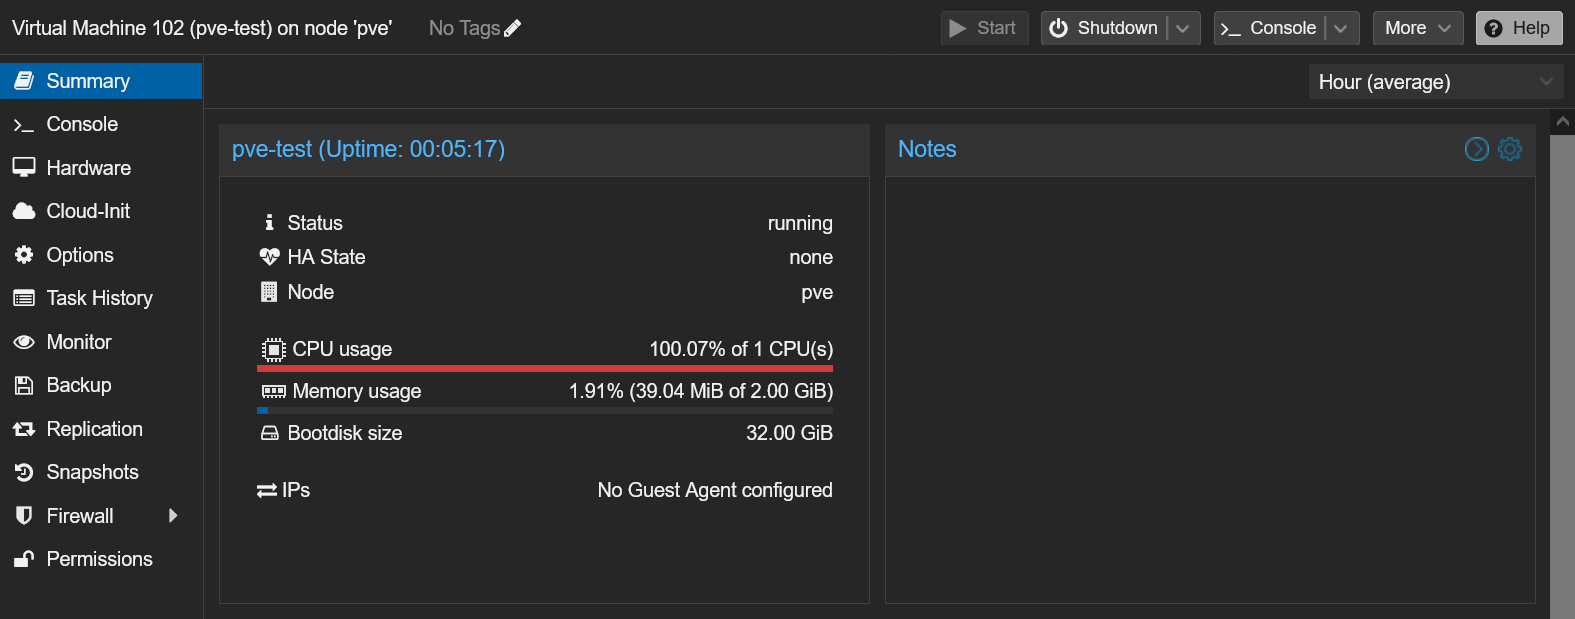 Virtual Machine 102 (pve-test) on node 'pve' No Tags Start Shutdown Console More Help
Summary
Hour (average)
Console
Hardware
Cloud-Init
Options
Task History
Monitor
Backup
Replication
Snapshots
Firewall
Permissions
pve-test (Uptime: 00:05:17)
Status running
HA State none
Node pve
CPU usage 100.07% of 1 CPU(s)
Memory usage 1.91% (39.04 MiB of 2.00 GiB)
Bootdisk size 32.00 GiB
IPs No Guest Agent configured
Notes